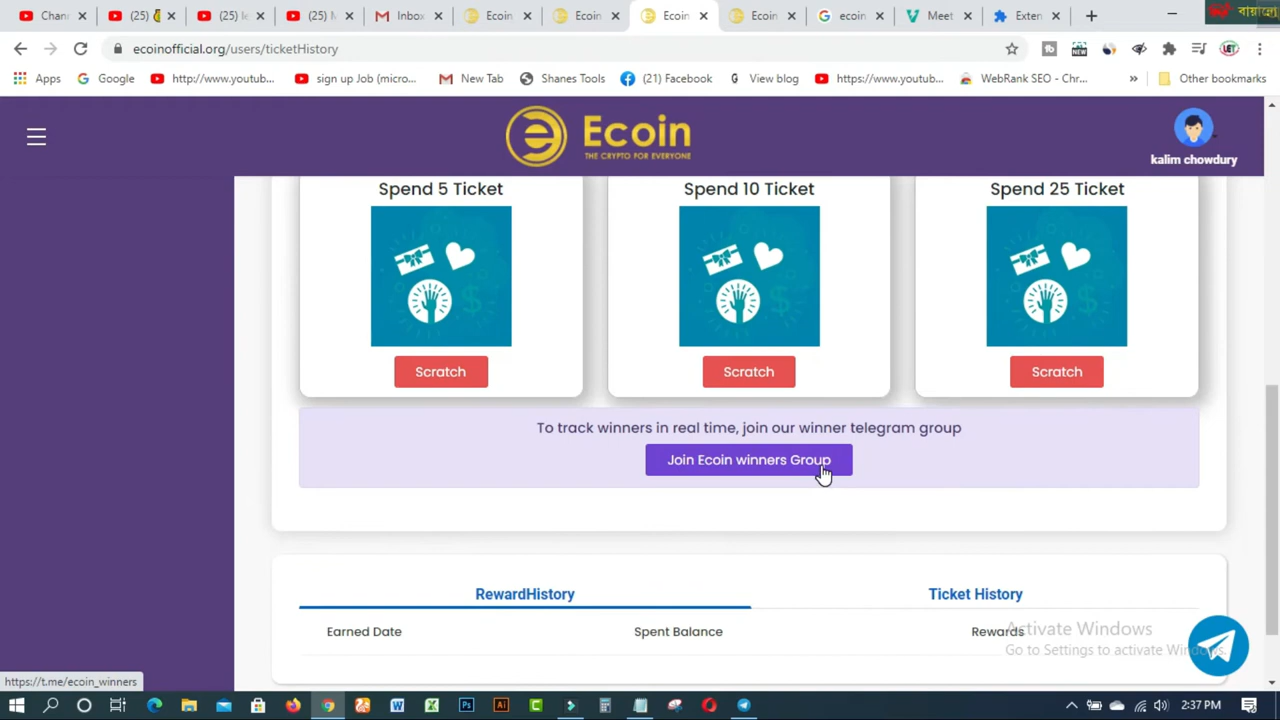 Chann
(25)
(25) le
(25) M
Inbox
Ecoin
Ecoin
Ecoin
Ecoin
ecoin
Meet
Exten
বায়ান্নো
ecoinofficial.org/users/ticketHistory
NEW
Apps
Google
http://www.youtub...
sign up Job (micro...
New Tab
Shanes Tools
(21) Facebook
View blog
https://www.youtub...
WebRank SEO - Chr...
»
Other bookmarks
Ecoin
THE CRYPTO FOR EVERYONE
kalim chowdury
Spend 5 Ticket
Spend 10 Ticket
Spend 25 Ticket
Scratch
Scratch
Scratch
To track winners in real time, join our winner telegram group
Join Ecoin winners Group
RewardHistory
Ticket History
Earned Date
Spent Balance
Rewards
Activate Windows
Go to Settings to activate Windows.
https://t.me/ecoin_winners
2:37 PM